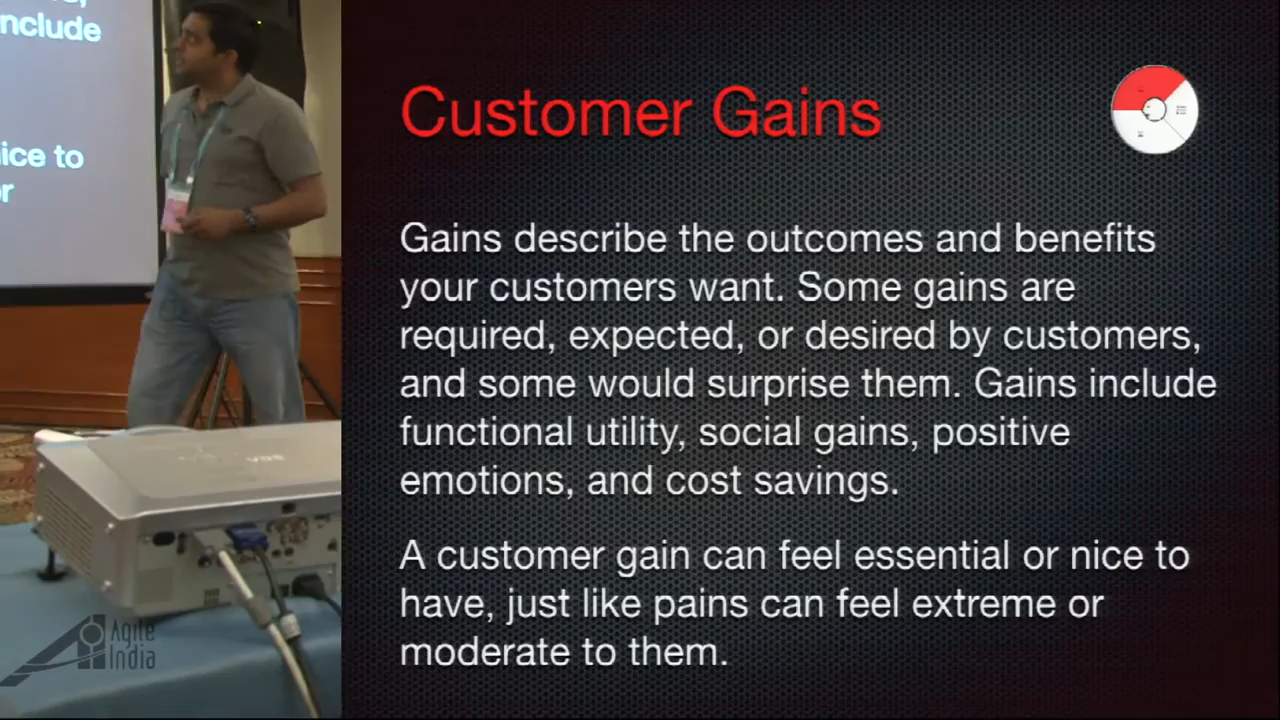 nclude
ice to
r
Customer Gains
Gains describe the outcomes and benefits
your customers want. Some gains are
required, expected, or desired by customers,
and some would surprise them. Gains include
functional utility, social gains, positive
emotions, and cost savings.
A customer gain can feel essential or nice to
have, just like pains can feel extreme or
moderate to them.
Agile
India